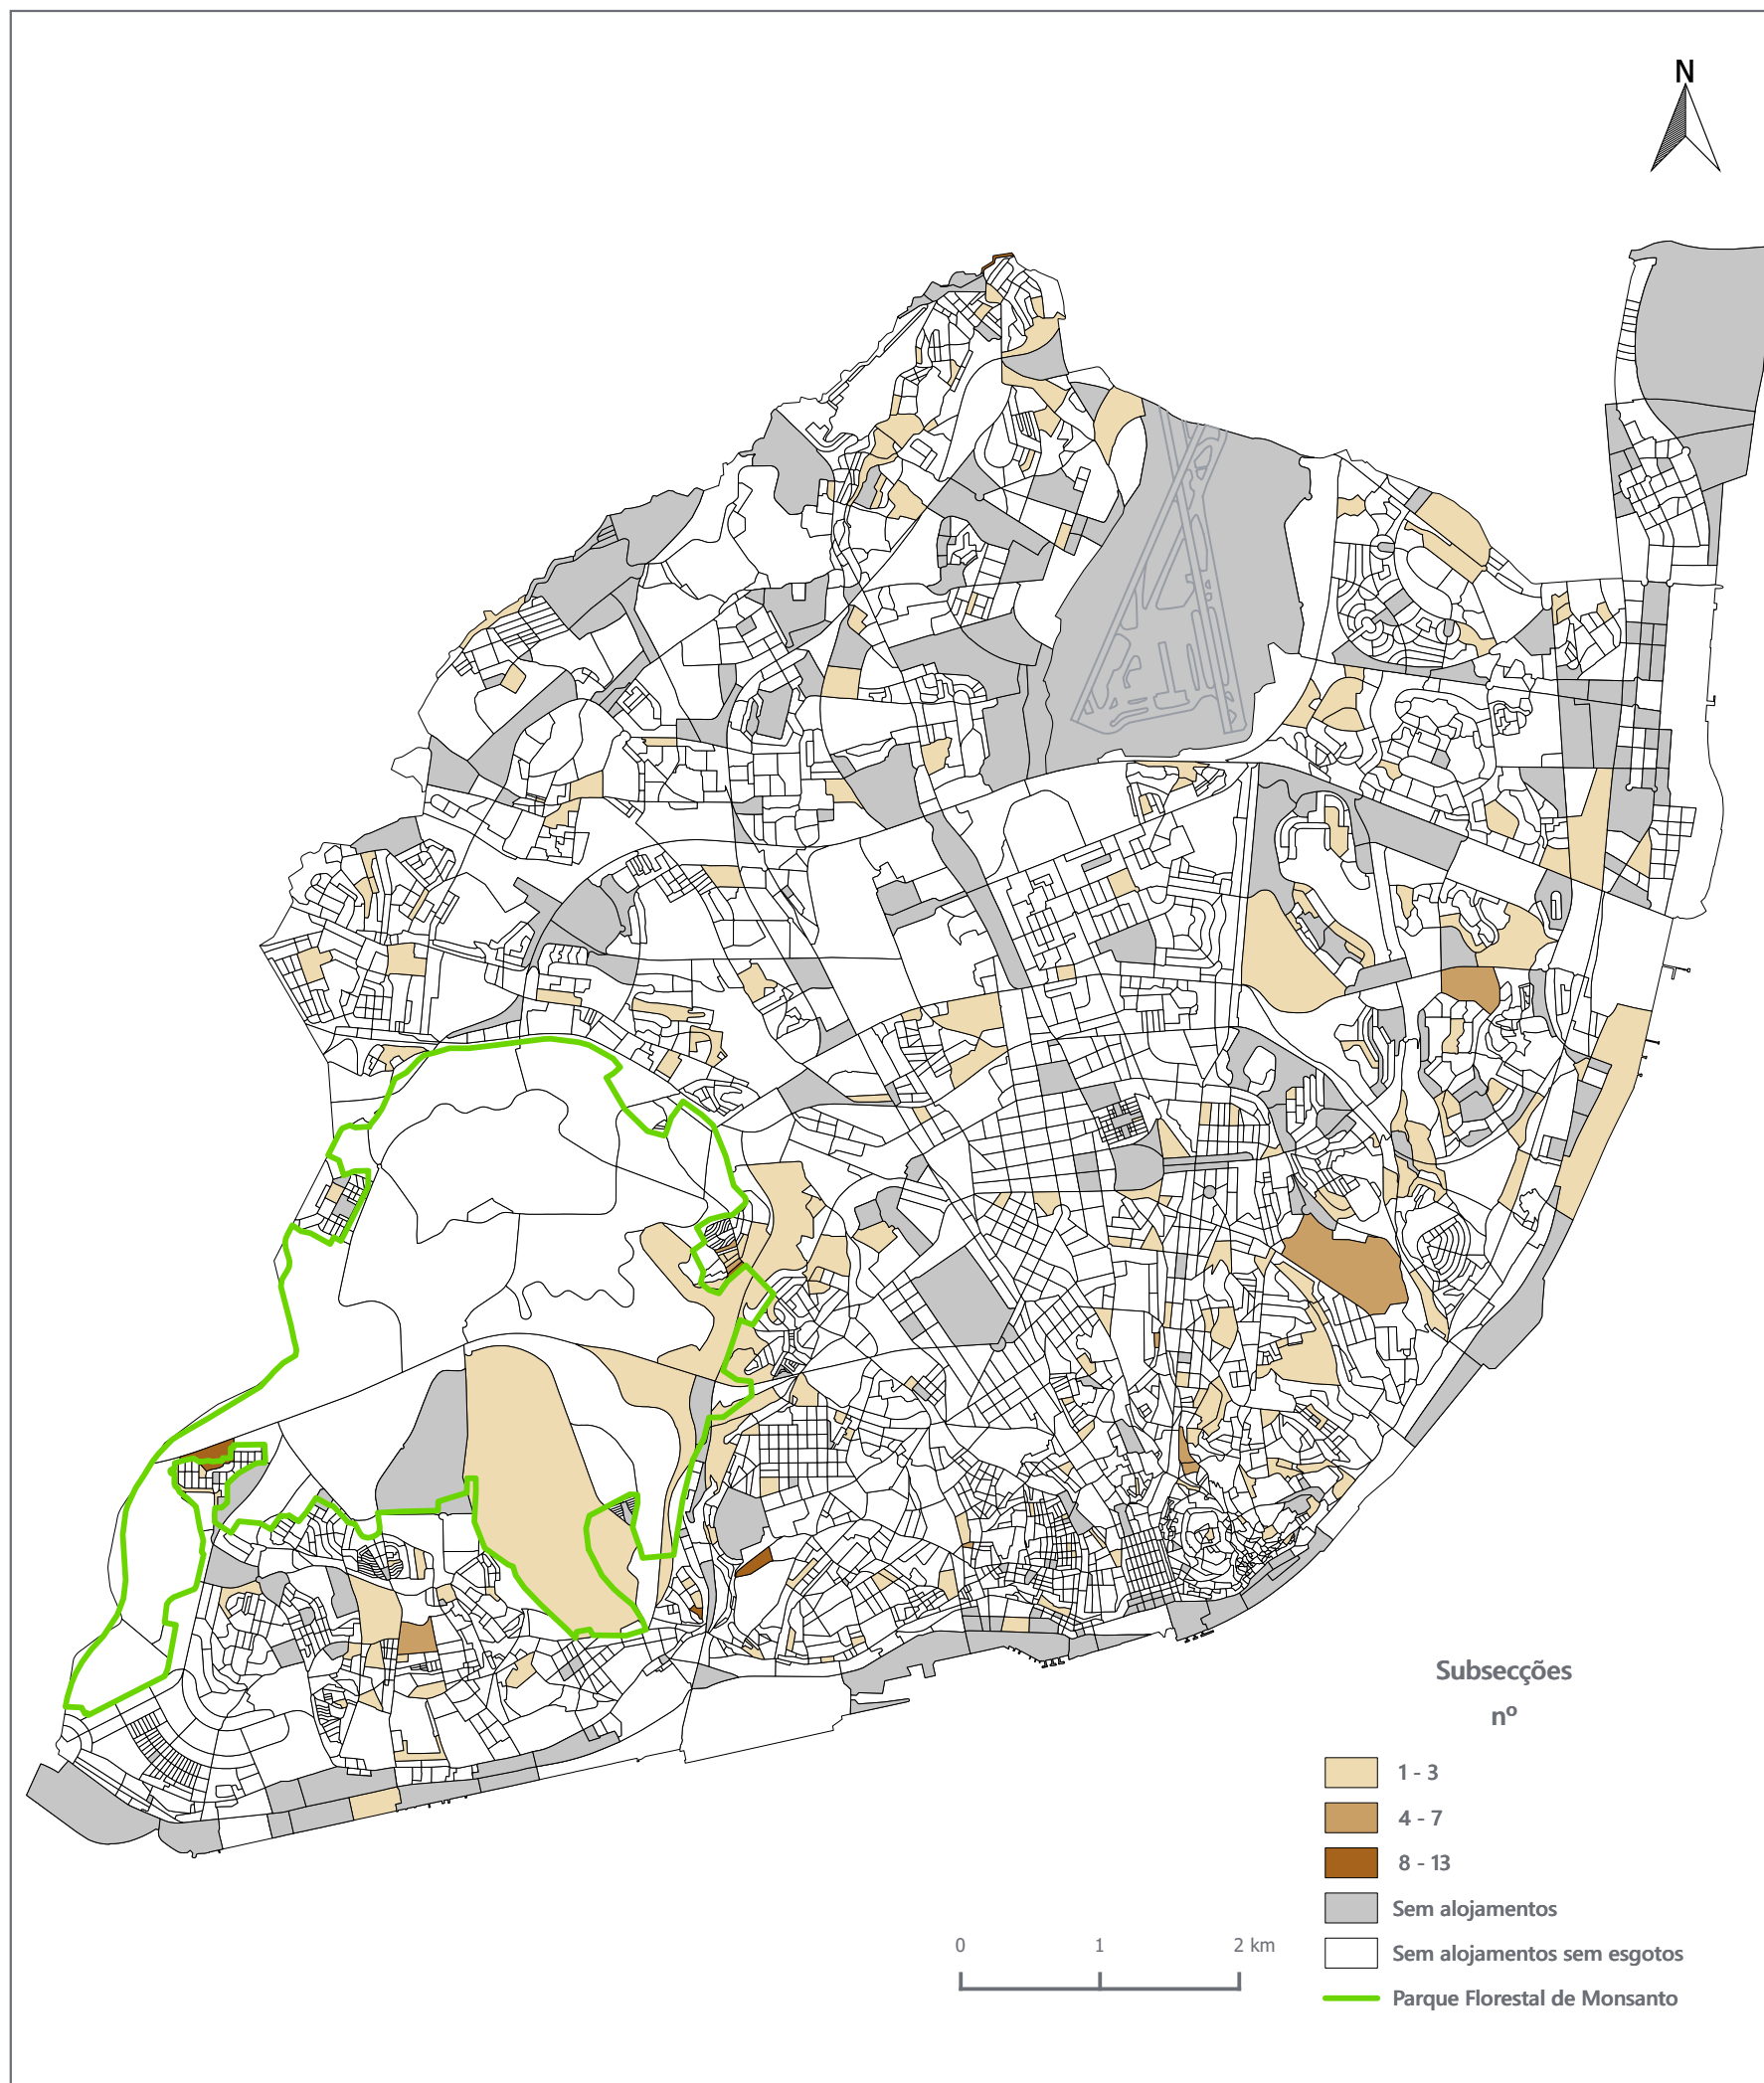 N
Subsecções
nº
1 - 3
4 - 7
8 - 13
Sem alojamentos
Sem alojamentos sem esgotos
Parque Florestal de Monsanto
0 1 2 km